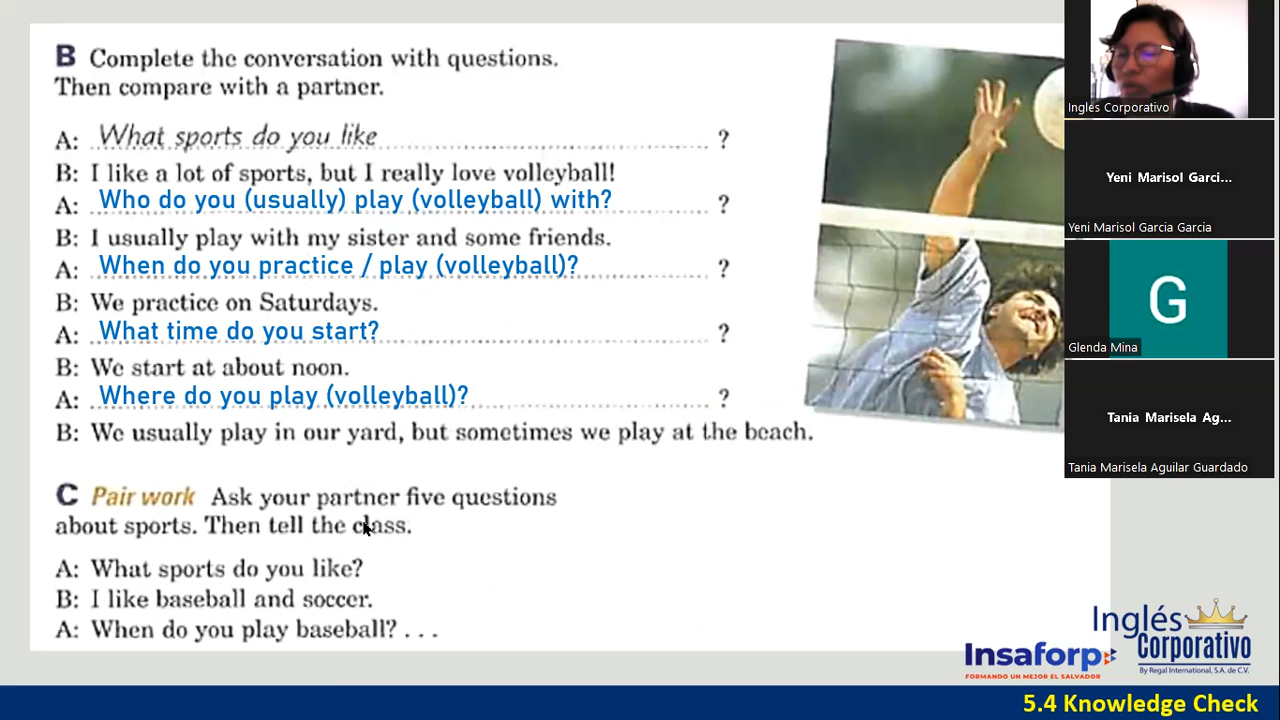 B Complete the conversation with questions.
Then compare with a partner.
A: What sports do you like ?
B: I like a lot of sports, but I really love volleyball!
A: Who do you (usually) play (volleyball) with? ?
B: I usually play with my sister and some friends.
A: When do you practice / play (volleyball)? ?
B: We practice on Saturdays.
A: What time do you start? ?
B: We start at about noon.
A: Where do you play (volleyball)? ?
B: We usually play in our yard, but sometimes we play at the beach.
C Pair work Ask your partner five questions
about sports. Then tell the class.
A: What sports do you like?
B: I like baseball and soccer.
A: When do you play baseball? . . .
Inglés Corporativo
Yeni Marisol Garci...
Yeni Marisol Garcia Garcia
G
Glenda Mina
Tania Marisela Ag...
Tania Marisela Aguilar Guardado
Insaforp
FORMANDO UN MEJOR EL SALVADOR
Inglés
Corporativo
By Regal International, S.A. de C.V.
5.4 Knowledge Check